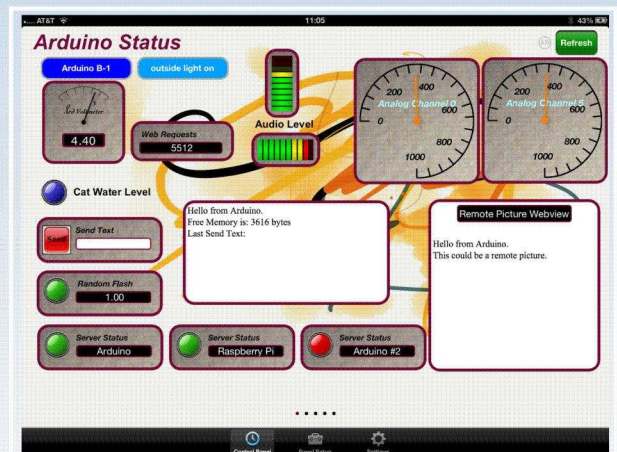 AT&T 11:05 43%
Arduino Status
AR Refresh
Arduino B-1 outside light on
Ard Voltmeter
4.40
Web Requests
5512
Audio Level
0 200 400 800 1000
Analog Channel 0
0 200 400 800 1000
Analog Channel 5
Cat Water Level
Send
Send Text
Hello from Arduino.
Free Memory is: 3616 bytes
Last Send Text:
Remote Picture Webview
Hello from Arduino.
This could be a remote picture.
Random Flash
1.00
Server Status
Arduino
Server Status
Raspberry Pi
Server Status
Arduino #2
Control Panel Panel Setup Settings